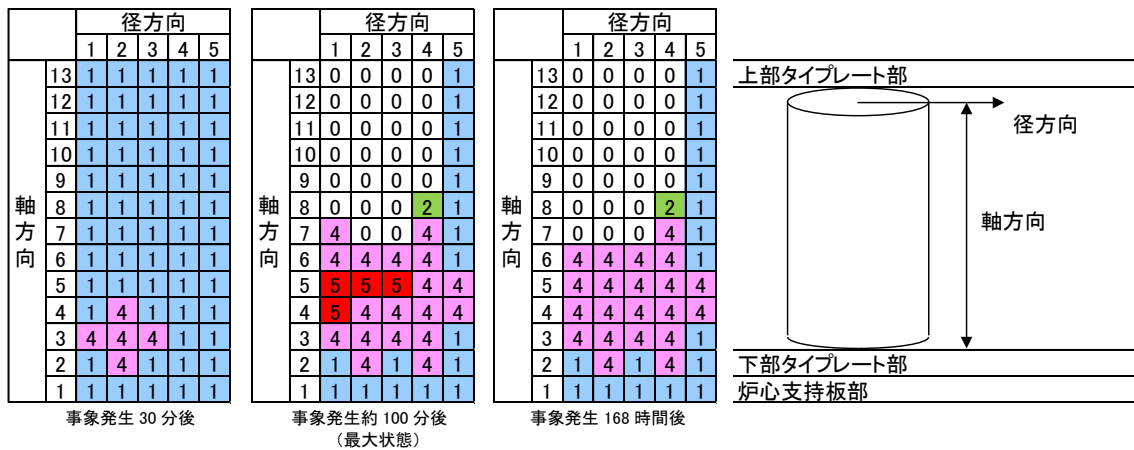 径方向
1 2 3 4 5
軸方向
13 1 1 1 1 1
12 1 1 1 1 1
11 1 1 1 1 1
10 1 1 1 1 1
9 1 1 1 1 1
8 1 1 1 1 1
7 1 1 1 1 1
6 1 1 1 1 1
5 1 1 1 1 1
4 1 4 1 1 1
3 4 4 4 1 1
2 1 4 1 1 1
1 1 1 1 1 1
事象発生 30 分後
径方向
1 2 3 4 5
軸方向
13 0 0 0 0 1
12 0 0 0 0 1
11 0 0 0 0 1
10 0 0 0 0 1
9 0 0 0 0 1
8 0 0 0 2 1
7 4 0 0 4 1
6 4 4 4 4 1
5 5 5 5 4 4
4 5 4 4 4 4
3 4 4 4 4 1
2 1 4 1 4 1
1 1 1 1 1 1
事象発生約 100 分後
(最大状態)
径方向
1 2 3 4 5
軸方向
13 0 0 0 0 1
12 0 0 0 0 1
11 0 0 0 0 1
10 0 0 0 0 1
9 0 0 0 0 1
8 0 0 0 2 1
7 0 0 0 4 1
6 4 4 4 4 1
5 4 4 4 4 4
4 4 4 4 4 4
3 4 4 4 4 1
2 1 4 1 4 1
1 1 1 1 1 1
事象発生 168 時間後
上部タイプレート部
径方向
軸方向
下部タイプレート部
炉心支持板部